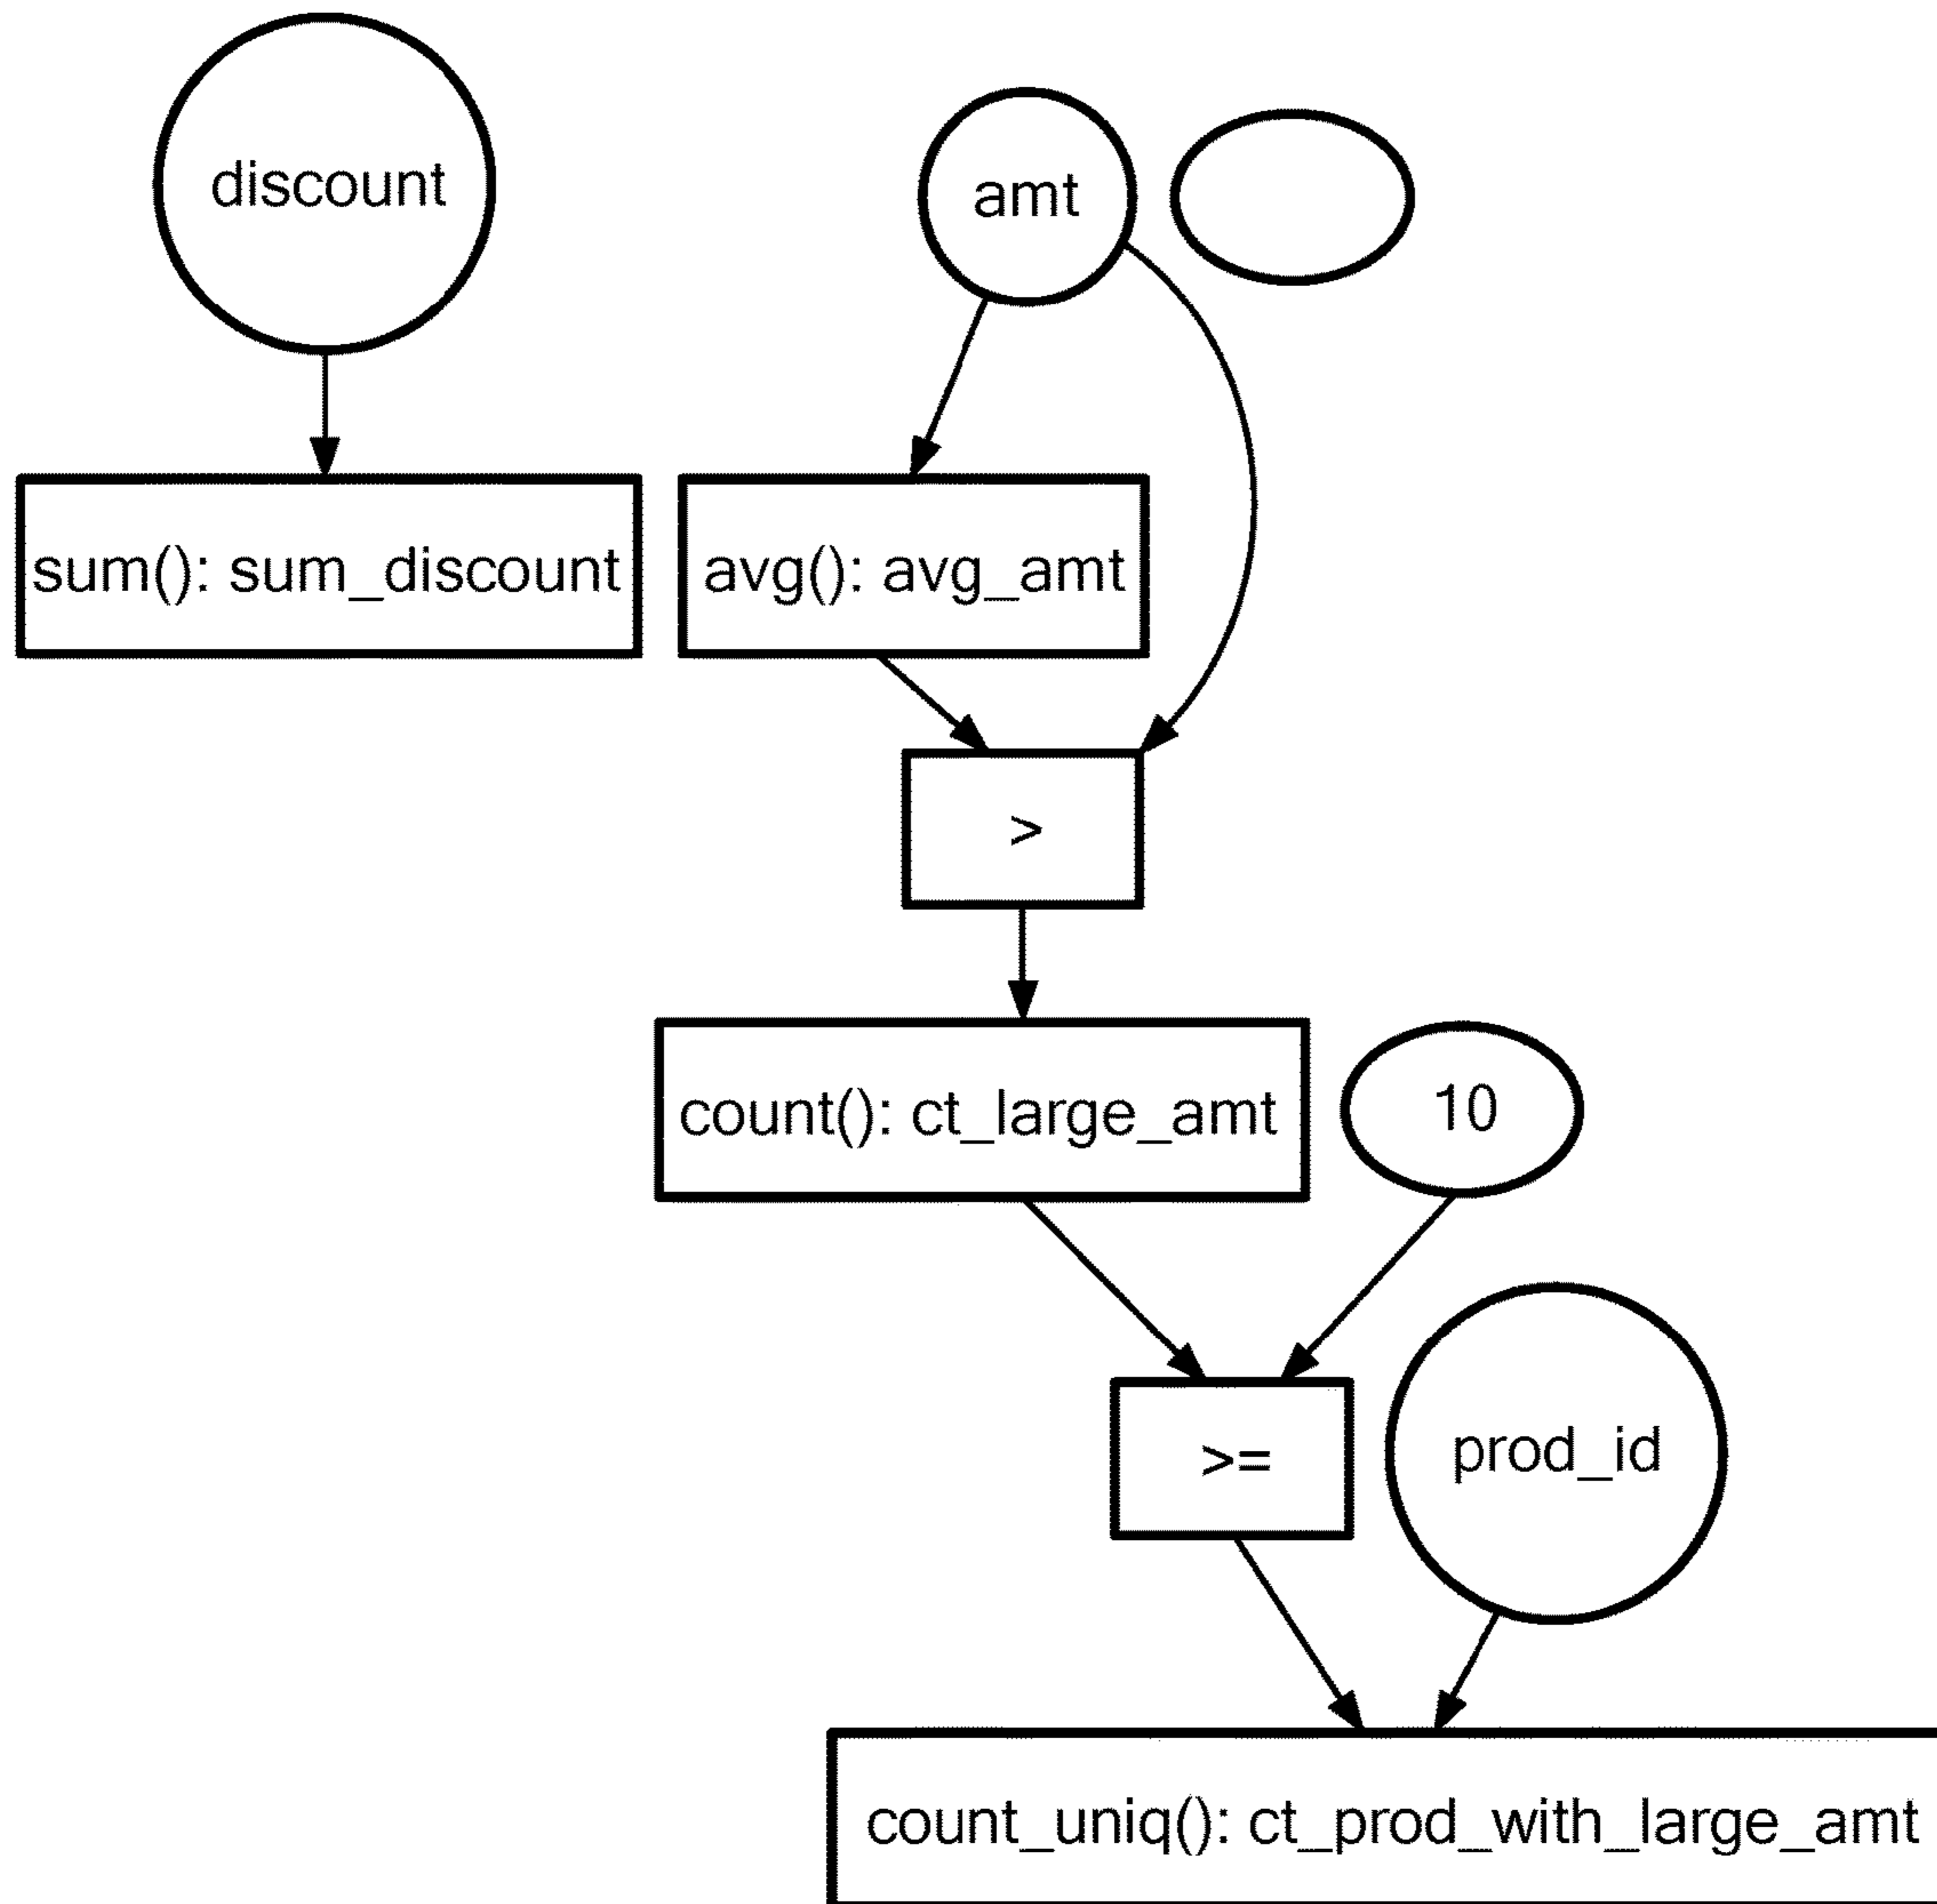 discount
amt
sum(): sum_discount
avg(): avg_amt
>
count(): ct_large_amt
10
>=
prod_id
count_uniq(): ct_prod_with_large_amt